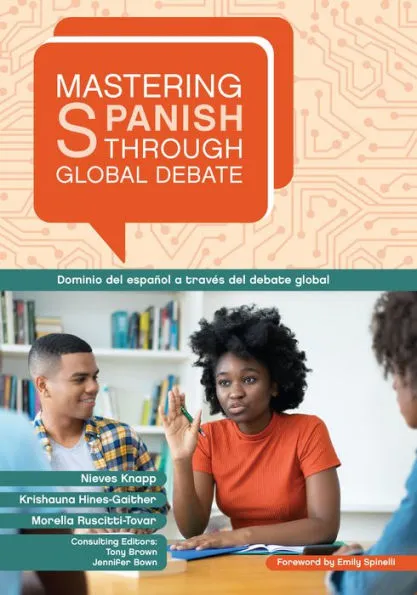 MASTERING
SPANISH
THROUGH
GLOBAL DEBATE
Dominio del español a través del debate global
Nieves Knapp
Krishauna Hines-Gaither
Morella Ruscitti-Tovar
Consulting Editors:
Tony Brown
Jennifer Bown
Foreword by Emily Spinelli